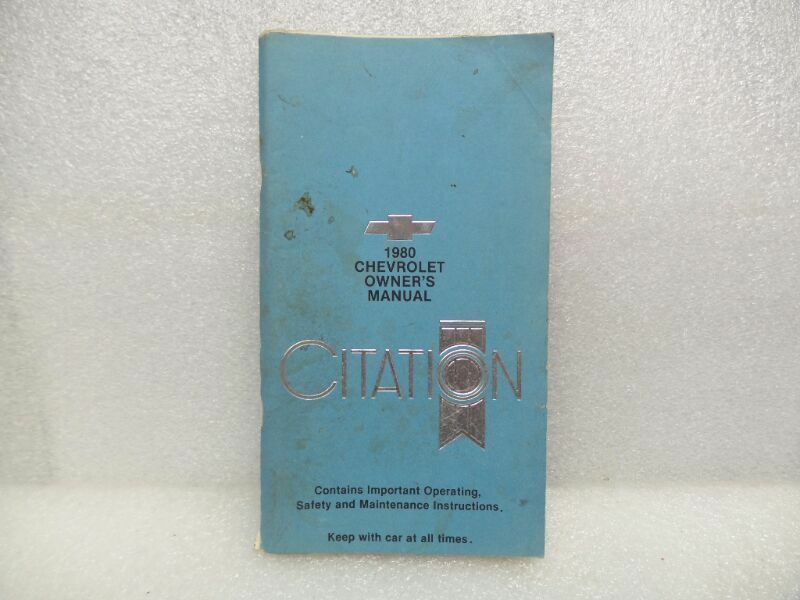 1980
CHEVROLET
OWNER'S
MANUAL
CITATION
Contains Important Operating,
Safety and Maintenance Instructions.
Keep with car at all times.